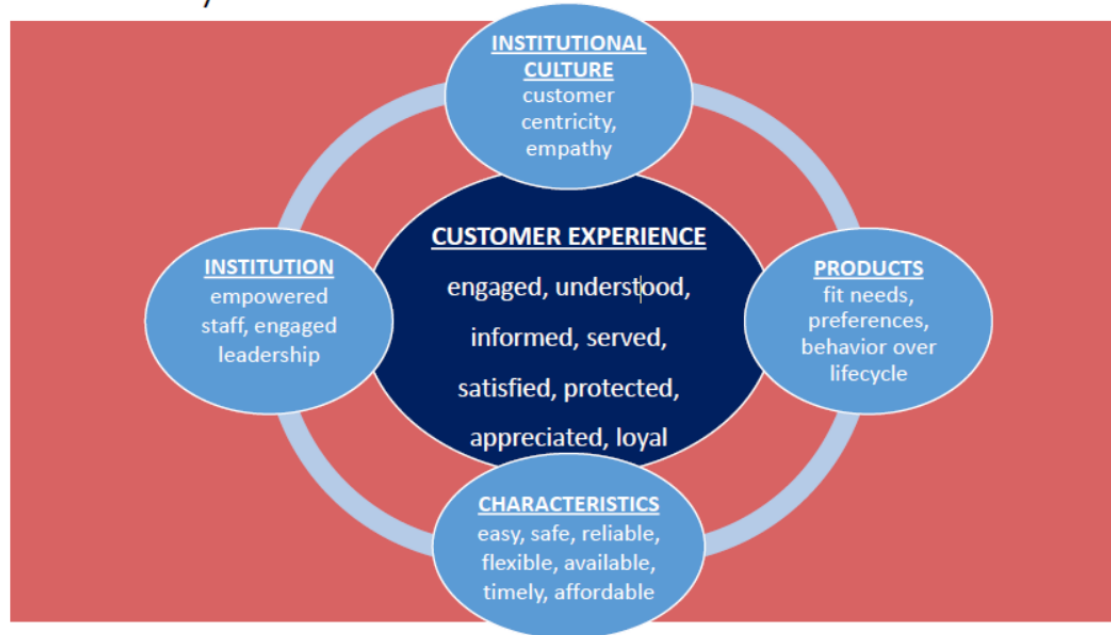 INSTITUTIONAL
CULTURE
customer
centricity,
empathy
CUSTOMER EXPERIENCE
engaged, understood,
informed, served,
satisfied, protected,
appreciated, loyal
INSTITUTION
empowered
staff, engaged
leadership
PRODUCTS
fit needs,
preferences,
behavior over
lifecycle
CHARACTERISTICS
easy, safe, reliable,
flexible, available,
timely, affordable